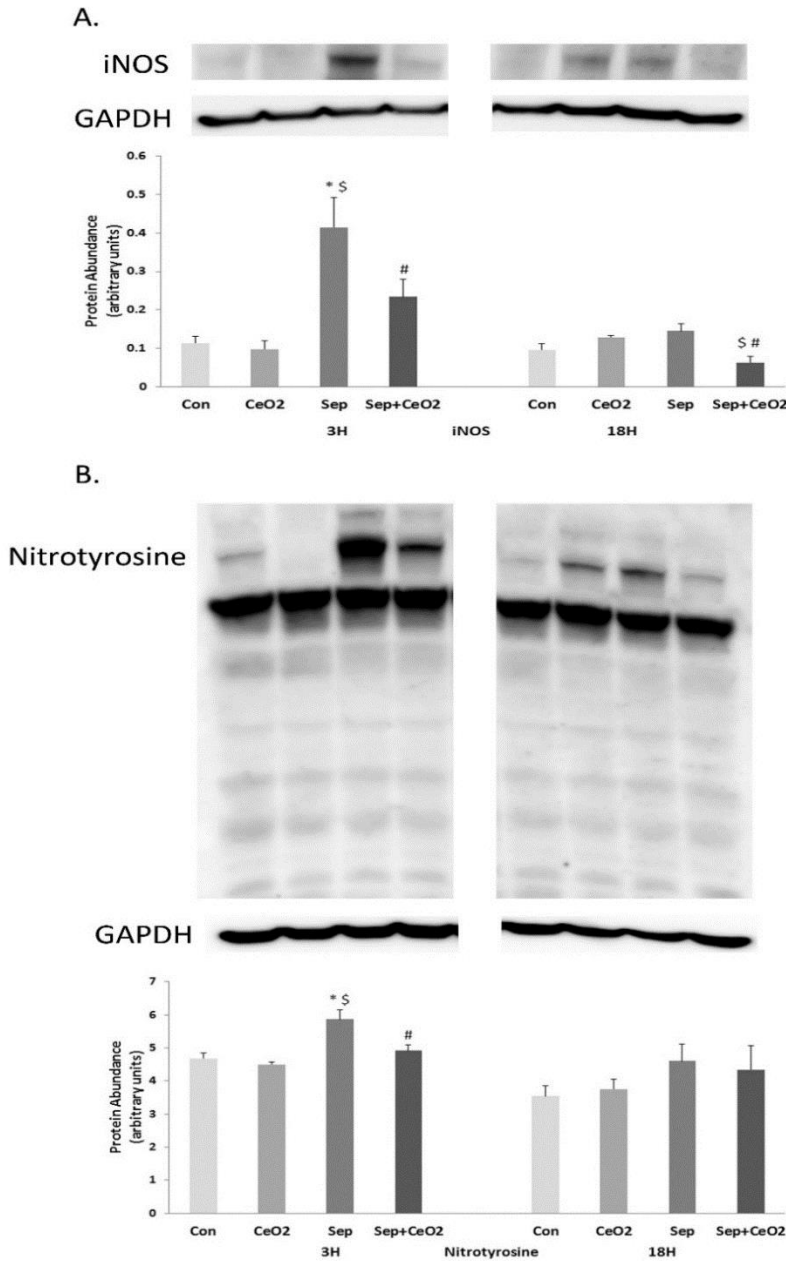 A.
iNOS
GAPDH
0.6
0.5
0.4
0.3
0.2
0.1
0
Protein Abundance
(arbitrary units)
* $
#
$ #
Con CeO2 Sep Sep+CeO2 Con CeO2 Sep Sep+CeO2
3H iNOS 18H
B.
Nitrotyrosine
GAPDH
7
6
5
4
3
2
1
0
Protein Abundance
(arbitrary units)
* $
#
Con CeO2 Sep Sep+CeO2 Con CeO2 Sep Sep+CeO2
3H Nitrotyrosine 18H